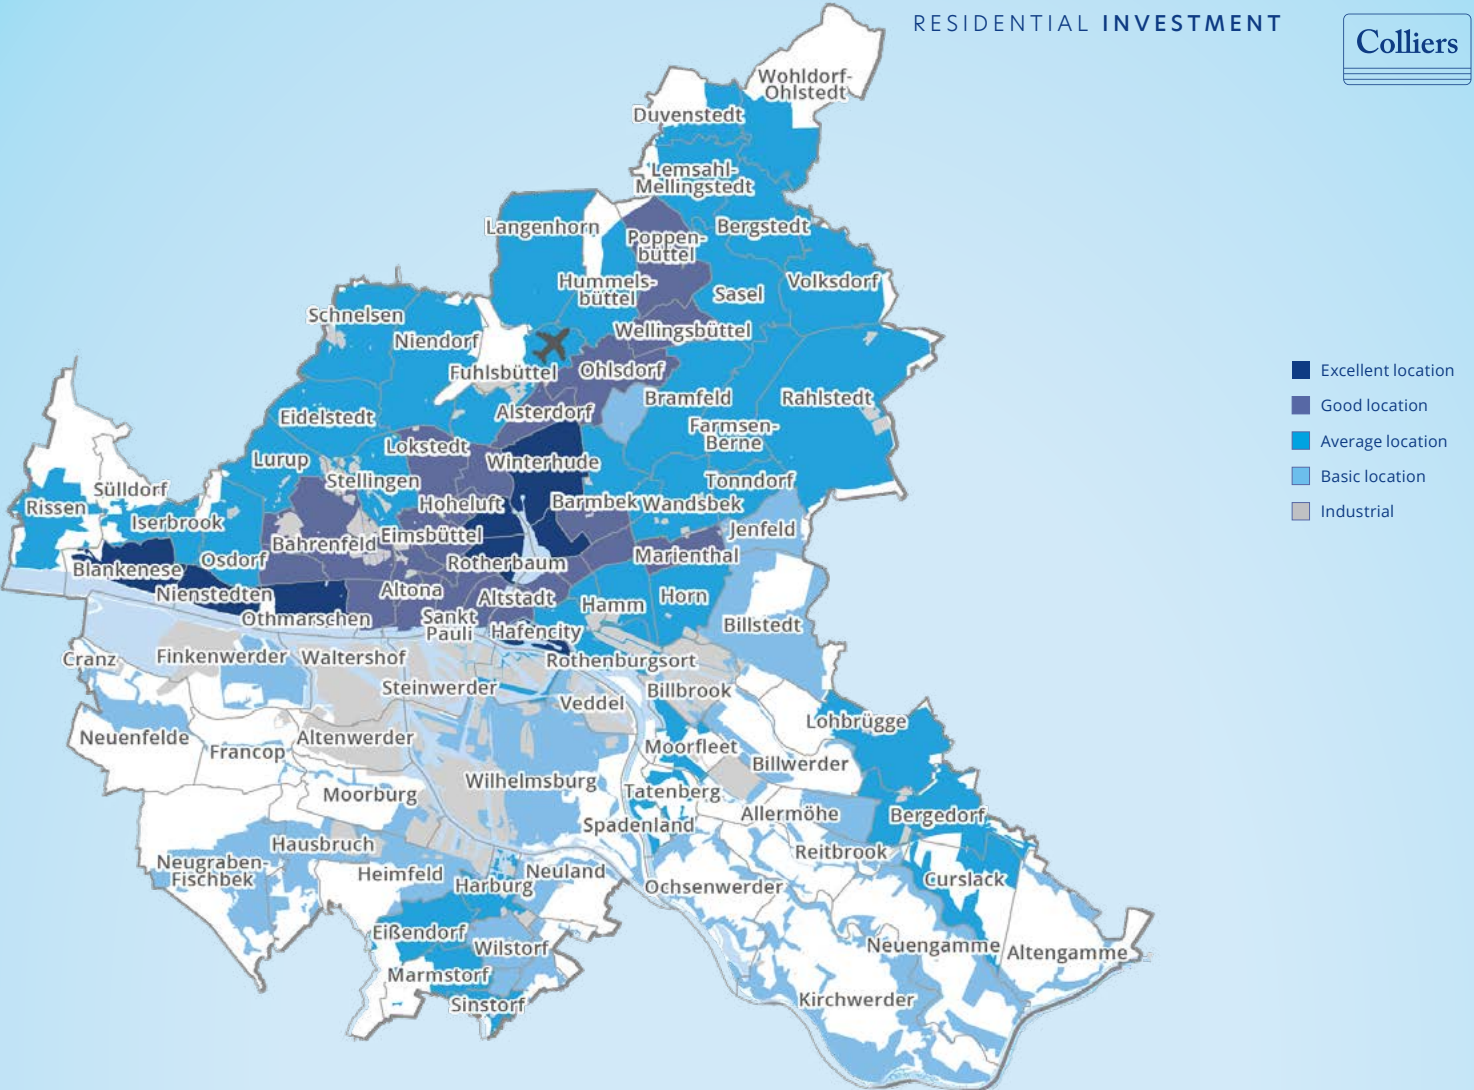 RESIDENTIAL INVESTMENT
Colliers
Wohldorf-
Ohlstedt
Duvenstedt
Lemsahl-
Mellingstedt
Langenhorn
Poppen-
büttel
Bergstedt
Hummels-
büttel
Sasel
Volksdorf
Schnelsen
Niendorf
Wellingsbüttel
Fuhlsbüttel
Ohlsdorf
Excellent location
Good location
Average location
Basic location
Industrial
Eidelstedt
Alsterdorf
Bramfeld
Rahlstedt
Farmsen-
Berne
Lokstedt
Lurup
Winterhude
Stellingen
Tonndorf
Sülldorf
Rissen
Hoheluft
Barmbek
Wandsbek
Iserbrook
Jenfeld
Eimsbüttel
Bahrenfeld
Marienthal
Osdorf
Rotherbaum
Blankenese
Nienstedten
Altona
Altstadt
Hamm
Horn
Othmarschen
Sankt
Pauli
Hafencity
Billstedt
Cranz
Finkenwerder
Waltershof
Rothenburgsort
Steinwerder
Veddel
Billbrook
Lohbrügge
Neuenfelde
Francop
Altenwerder
Moorfleet
Billwerder
Wilhelmsburg
Moorburg
Tatenberg
Allermöhe
Bergedorf
Spadenland
Hausbruch
Reitbrook
Neugraben-
Fischbek
Heimfeld
Harburg
Neuland
Ochsenwerder
Curslack
Eißendorf
Wilstorf
Neuengamme
Altengamme
Marmstorf
Sinstorf
Kirchwerder